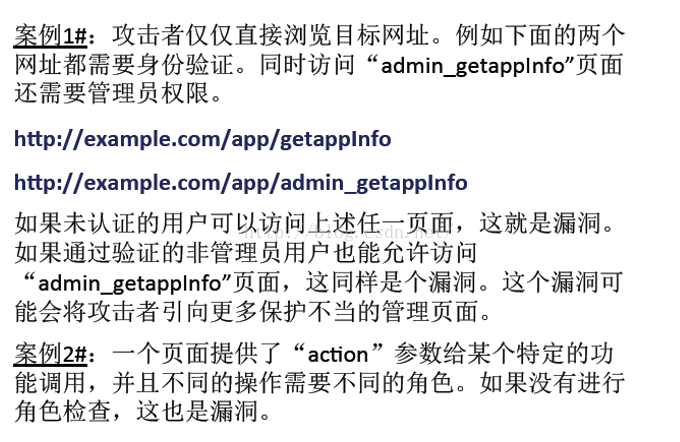 案例1#：攻击者仅仅直接浏览目标网址。例如下面的两个
网址都需要身份验证。同时访问“admin_getappInfo”页面
还需要管理员权限。
http://example.com/app/getappInfo
http://example.com/app/admin_getappInfo
如果未认证的用户可以访问上述任一页面，这就是漏洞。
http://blog.csdn.net/
如果通过验证的非管理员用户也能允许访问
“admin_getappInfo”页面，这同样是个漏洞。这个漏洞可
能会将攻击者引向更多保护不当的管理页面。
案例2#：一个页面提供了“action”参数给某个特定的功
能调用，并且不同的操作需要不同的角色。如果没有进行
角色检查，这也是漏洞。